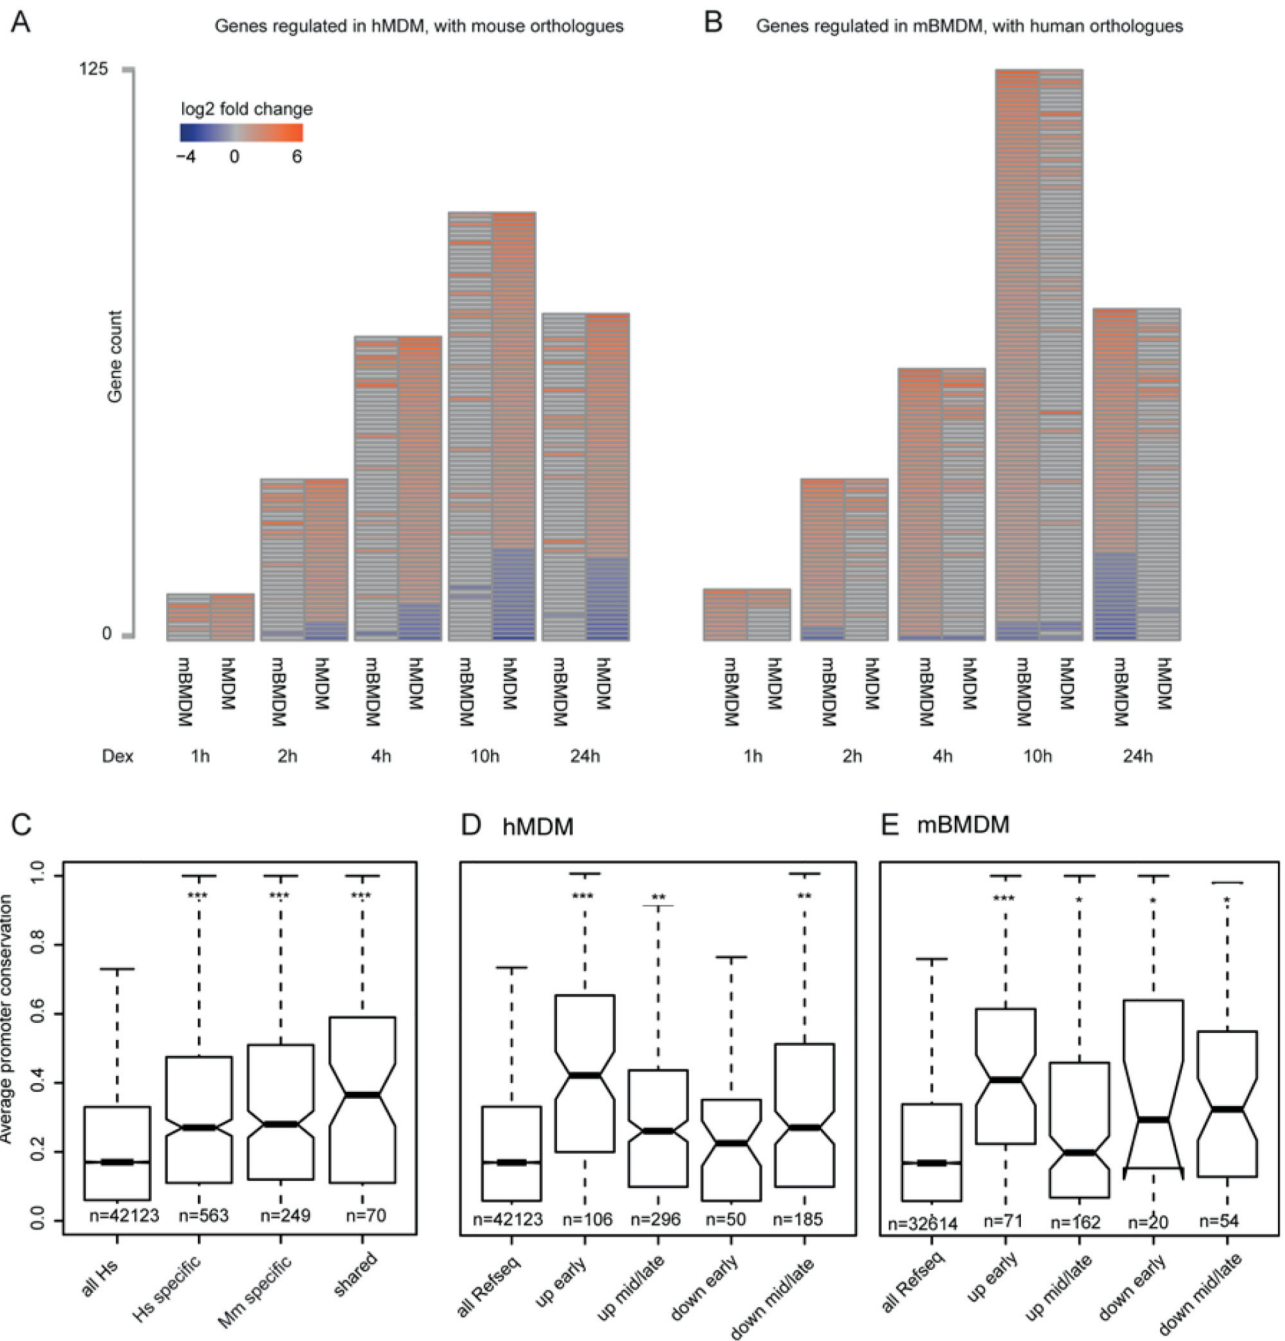 A
Genes regulated in hMDM, with mouse orthologues
B
Genes regulated in mBMDM, with human orthologues
125
log2 fold change
−4 0 6
Gene count
0
mBMDM hMDM mBMDM hMDM mBMDM hMDM mBMDM hMDM mBMDM hMDM
mBMDM hMDM mBMDM hMDM mBMDM hMDM mBMDM hMDM mBMDM hMDM
Dex 1h 2h 4h 10h 24h 1h 2h 4h 10h 24h
C
Average promoter conservation
1.0
0.8
0.6
0.4
0.2
0.0
*** *** ***
n=42123 n=563 n=249 n=70
all Hs Hs specific Mm specific shared
D hMDM
*** ** **
n=42123 n=106 n=296 n=50 n=185
all Refseq up early up mid/late down early down mid/late
E mBMDM
*** * * *
n=32614 n=71 n=162 n=20 n=54
all Refseq up early up mid/late down early down mid/late